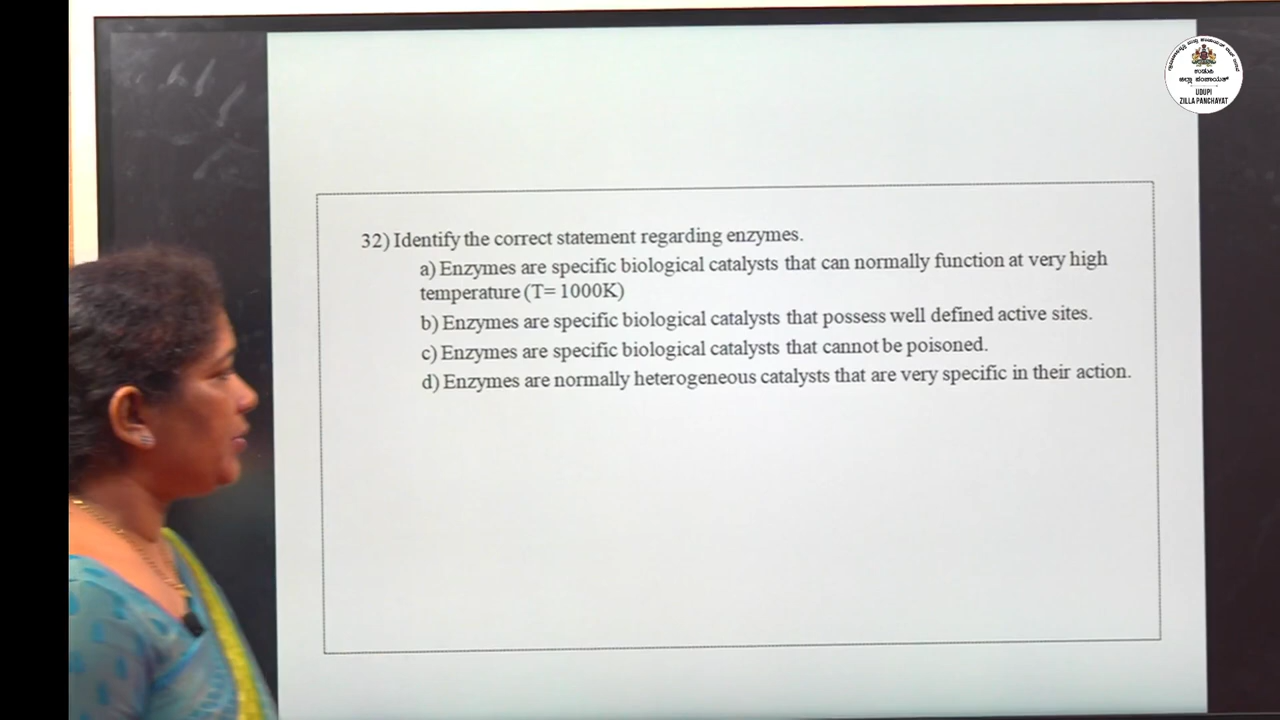 ಉಡುಪಿ
ಜಿಲ್ಲಾ ಪಂಚಾಯತ್
UDUPI
ZILLA PANCHAYAT
32) Identify the correct statement regarding enzymes.
a) Enzymes are specific biological catalysts that can normally function at very high
temperature (T= 1000K)
b) Enzymes are specific biological catalysts that possess well defined active sites.
c) Enzymes are specific biological catalysts that cannot be poisoned.
d) Enzymes are normally heterogeneous catalysts that are very specific in their action.